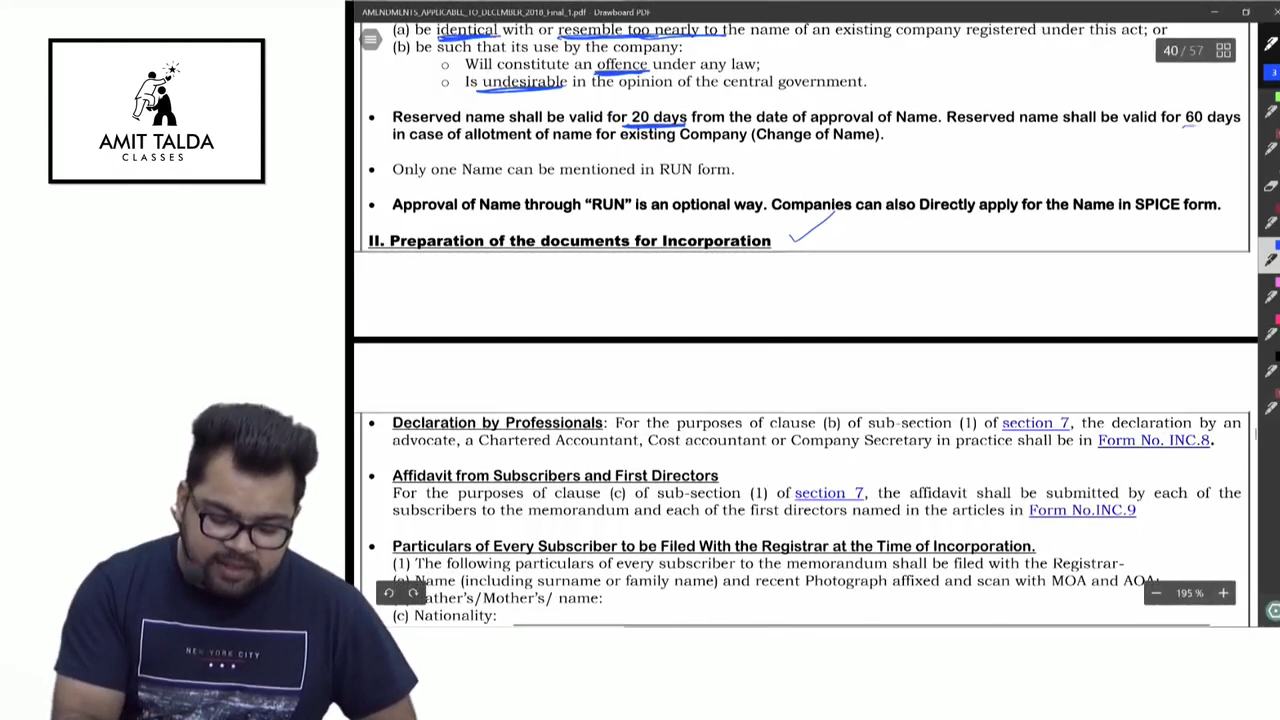 AMENDMENTS_APPLICABLE_TO_DECEMBER_2018_Final_1.pdf - Drawboard PDF
(a) be identical with or resemble too nearly to the name of an existing company registered under this act; or
(b) be such that its use by the company:
40 / 57
o Will constitute an offence under any law;
o Is undesirable in the opinion of the central government.
• Reserved name shall be valid for 20 days from the date of approval of Name. Reserved name shall be valid for 60 days
in case of allotment of name for existing Company (Change of Name).
AMIT TALDA
CLASSES
• Only one Name can be mentioned in RUN form.
• Approval of Name through “RUN” is an optional way. Companies can also Directly apply for the Name in SPICE form.
II. Preparation of the documents for Incorporation
• Declaration by Professionals: For the purposes of clause (b) of sub-section (1) of section 7, the declaration by an
advocate, a Chartered Accountant, Cost accountant or Company Secretary in practice shall be in Form No. INC.8.
• Affidavit from Subscribers and First Directors
For the purposes of clause (c) of sub-section (1) of section 7, the affidavit shall be submitted by each of the
subscribers to the memorandum and each of the first directors named in the articles in Form No.INC.9
• Particulars of Every Subscriber to be Filed With the Registrar at the Time of Incorporation.
(1) The following particulars of every subscriber to the memorandum shall be filed with the Registrar-
(a) Name (including surname or family name) and recent Photograph affixed and scan with MOA and AOA:
ather’s/Mother’s/ name:
195 %
(c) Nationality:
NEW YORK CITY